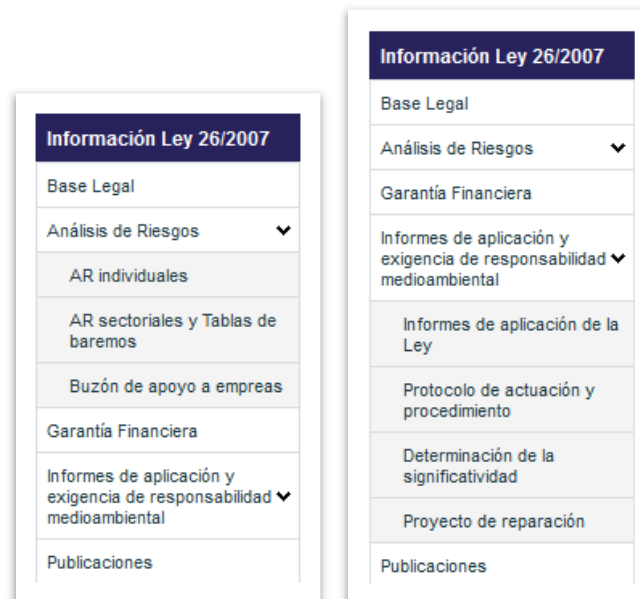 Información Ley 26/2007
Base Legal
Análisis de Riesgos
AR individuales
AR sectoriales y Tablas de
baremos
Buzón de apoyo a empreas
Garantía Financiera
Informes de aplicación y
exigencia de responsabilidad
medioambiental
Publicaciones
Información Ley 26/2007
Base Legal
Análisis de Riesgos
Garantía Financiera
Informes de aplicación y
exigencia de responsabilidad
medioambiental
Informes de aplicación de la
Ley
Protocolo de actuación y
procedimiento
Determinación de la
significatividad
Proyecto de reparación
Publicaciones